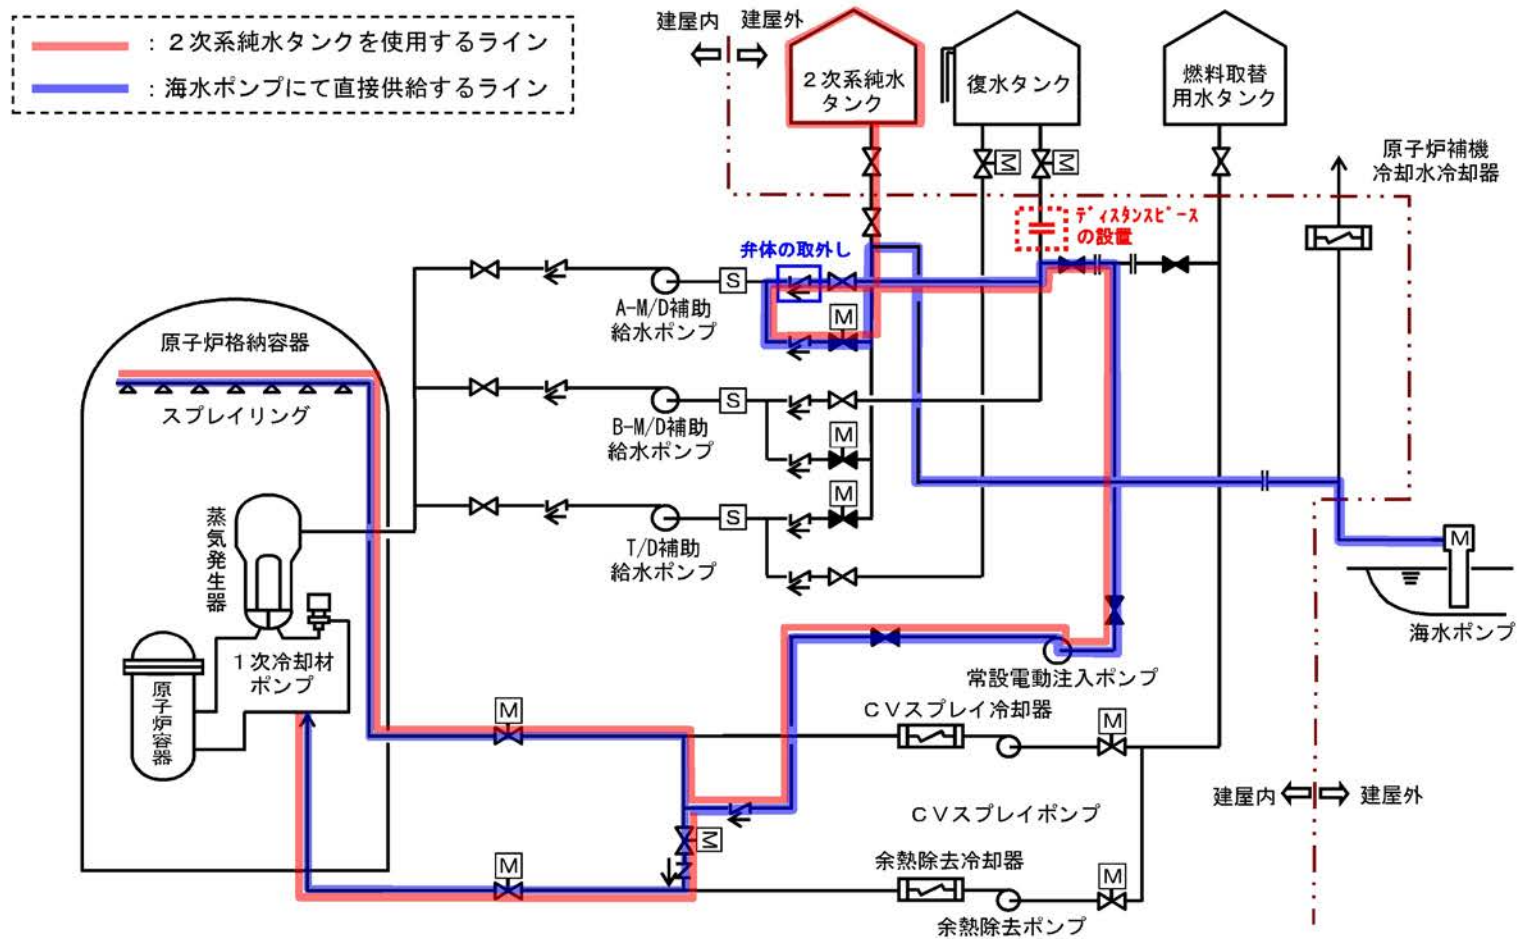 ：２次系純水タンクを使用するライン
：海水ポンプにて直接供給するライン
建屋内
建屋外
２次系純水
タンク
復水タンク
燃料取替
用水タンク
原子炉補機
冷却水冷却器
M
M
ﾃﾞｨｽﾀﾝｽﾋﾟｰｽ
の設置
弁体の取外し
S
A-M/D補助
給水ポンプ
M
原子炉格納容器
スプレイリング
S
B-M/D補助
給水ポンプ
M
M
S
T/D補助
給水ポンプ
蒸気発生器
M
海水ポンプ
１次冷却材
ポンプ
原子炉容器
常設電動注入ポンプ
M
ＣＶスプレイ冷却器
M
建屋内
建屋外
ＣＶスプレイポンプ
M
M
余熱除去冷却器
M
余熱除去ポンプ